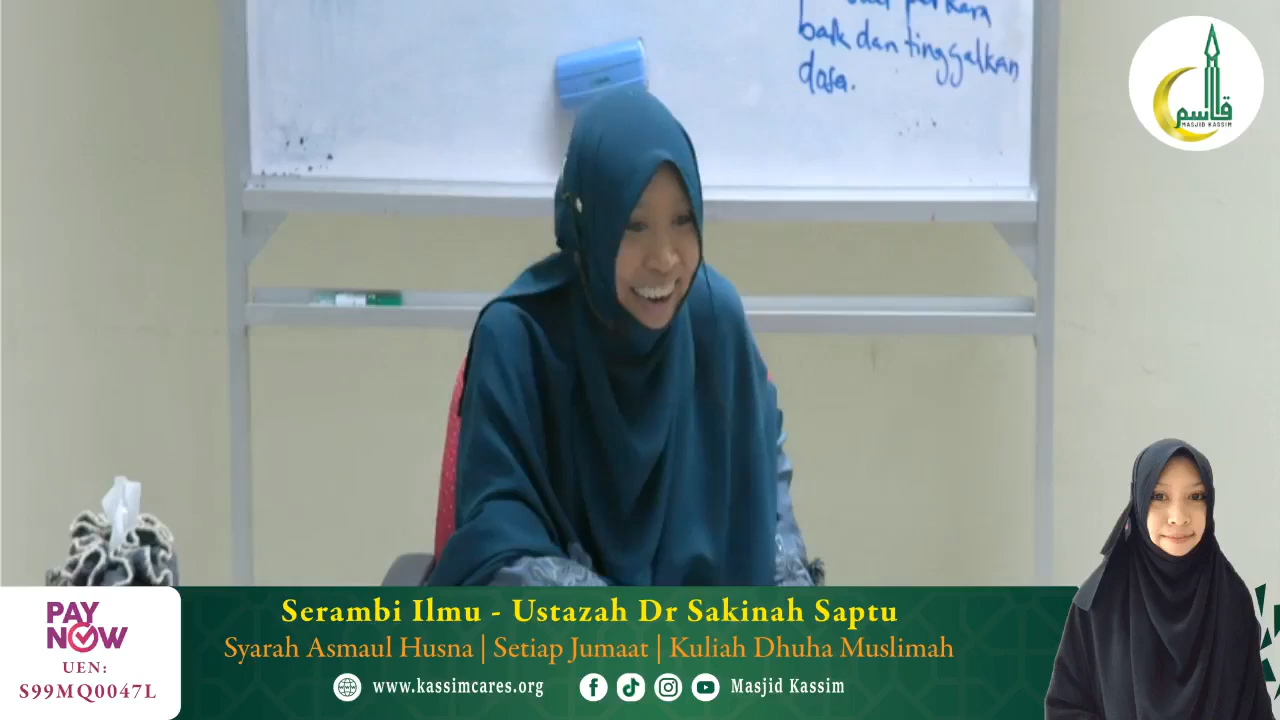 perkara
baik dan tinggalkan
dosa.
قاسم
MASJID KASSIM
PAY
NOW
UEN:
S99MQ0047L
Serambi Ilmu - Ustazah Dr Sakinah Saptu
Syarah Asmaul Husna | Setiap Jumaat | Kuliah Dhuha Muslimah
www.kassimcares.org
Masjid Kassim